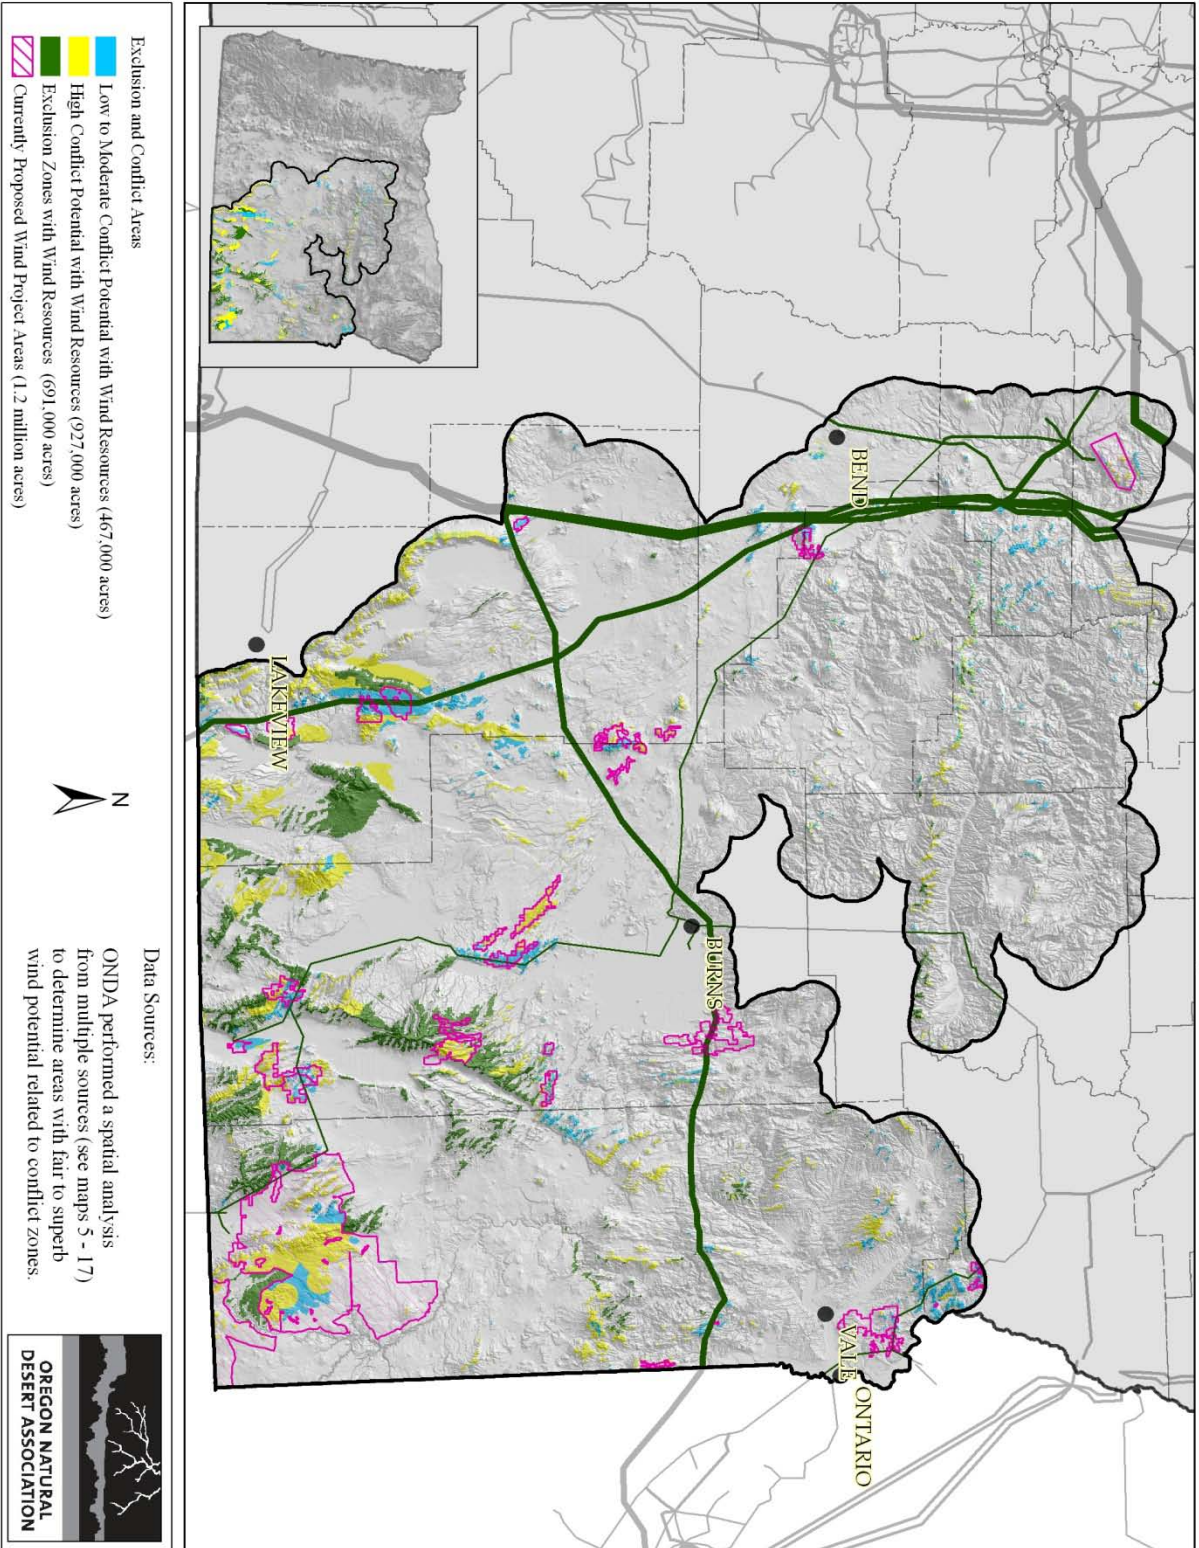 BEND
BURNS
VALE
ONTARIO
LAKEVIEW
Exclusion and Conflict Areas
Low to Moderate Conflict Potential with Wind Resources (467,000 acres)
High Conflict Potential with Wind Resources (927,000 acres)
Exclusion Zones with Wind Resources (691,000 acres)
Currently Proposed Wind Project Areas (1.2 million acres)
N
Data Sources:
ONDA performed a spatial analysis
from multiple sources (see maps 5 - 17)
to determine areas with fair to superb
wind potential related to conflict zones.
OREGON NATURAL
DESERT ASSOCIATION